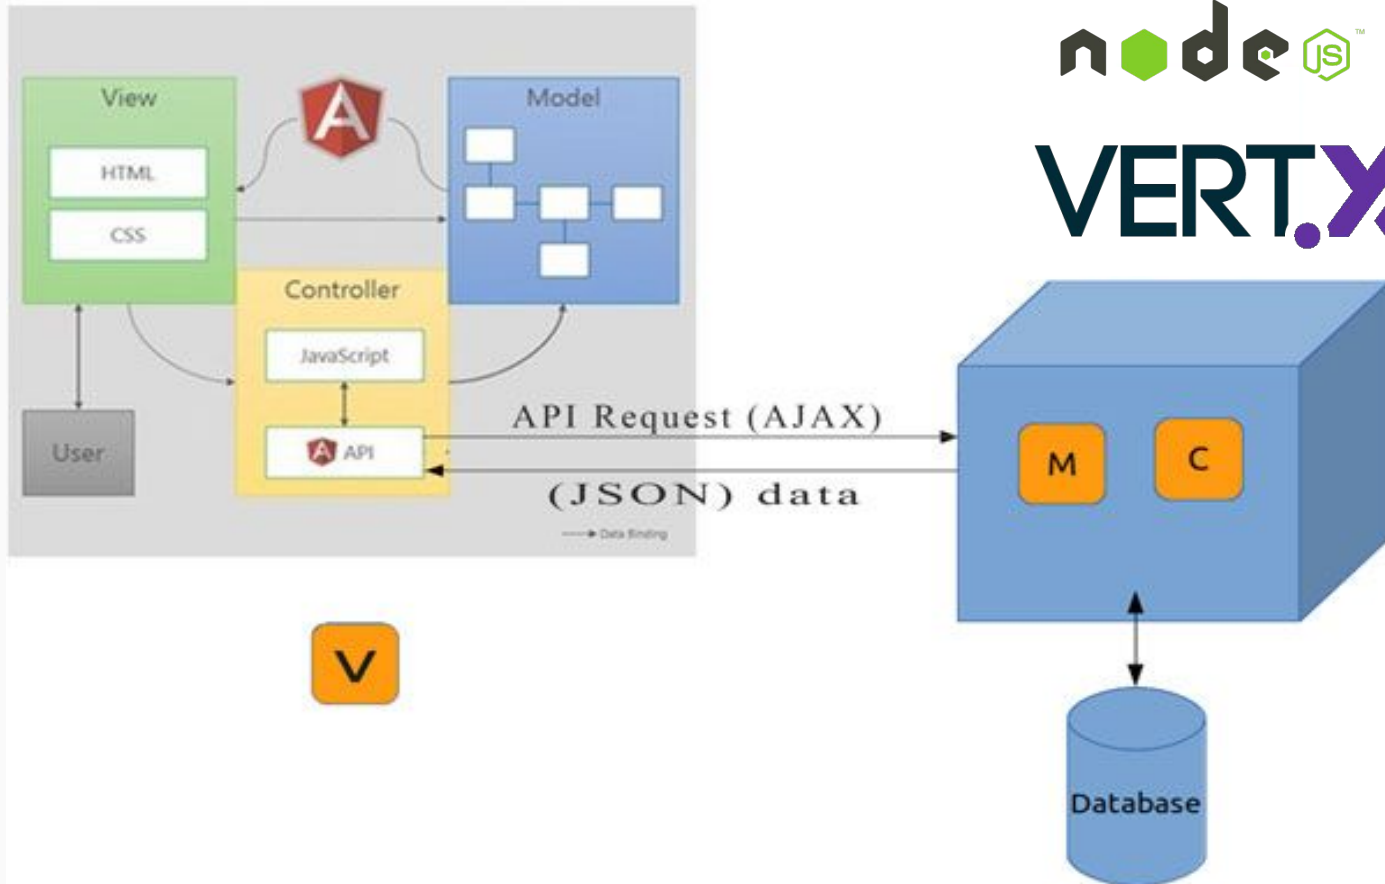 node JS ™
VERT.X
View
Model
HTML
CSS
Controller
JavaScript
API
User
API Request (AJAX)
(JSON) data
Data Binding
M
C
V
Database